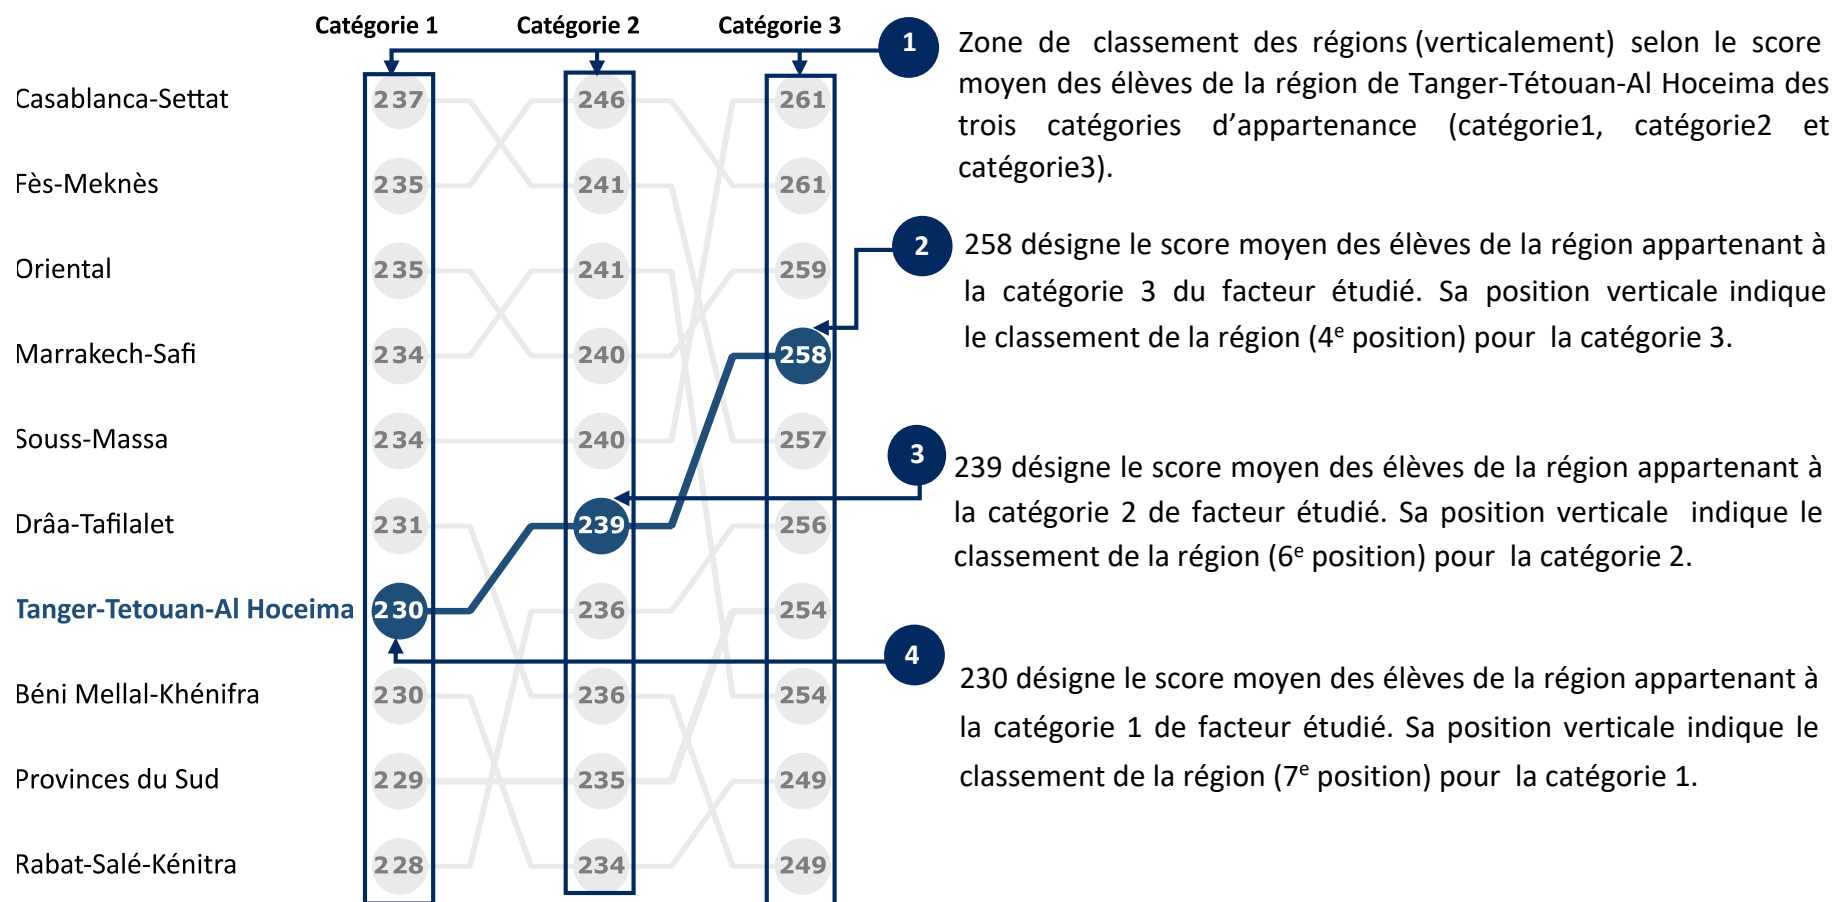 Catégorie 1 Catégorie 2 Catégorie 3
Casablanca-Settat 237 246 261
Fès-Meknès 235 241 261
Oriental 235 241 259
Marrakech-Safi 234 240 258
Souss-Massa 234 240 257
Drâa-Tafilalet 231 239 256
Tanger-Tetouan-Al Hoceima 230 236 254
Béni Mellal-Khénifra 230 236 254
Provinces du Sud 229 235 249
Rabat-Salé-Kénitra 228 234 249
1
Zone de classement des régions (verticalement) selon le score
moyen des élèves de la région de Tanger-Tétouan-Al Hoceima des
trois catégories d’appartenance (catégorie1, catégorie2 et
catégorie3).
2
258 désigne le score moyen des élèves de la région appartenant à
la catégorie 3 du facteur étudié. Sa position verticale indique
le classement de la région (4e position) pour la catégorie 3.
3
239 désigne le score moyen des élèves de la région appartenant à
la catégorie 2 de facteur étudié. Sa position verticale indique le
classement de la région (6e position) pour la catégorie 2.
4
230 désigne le score moyen des élèves de la région appartenant à
la catégorie 1 de facteur étudié. Sa position verticale indique le
classement de la région (7e position) pour la catégorie 1.